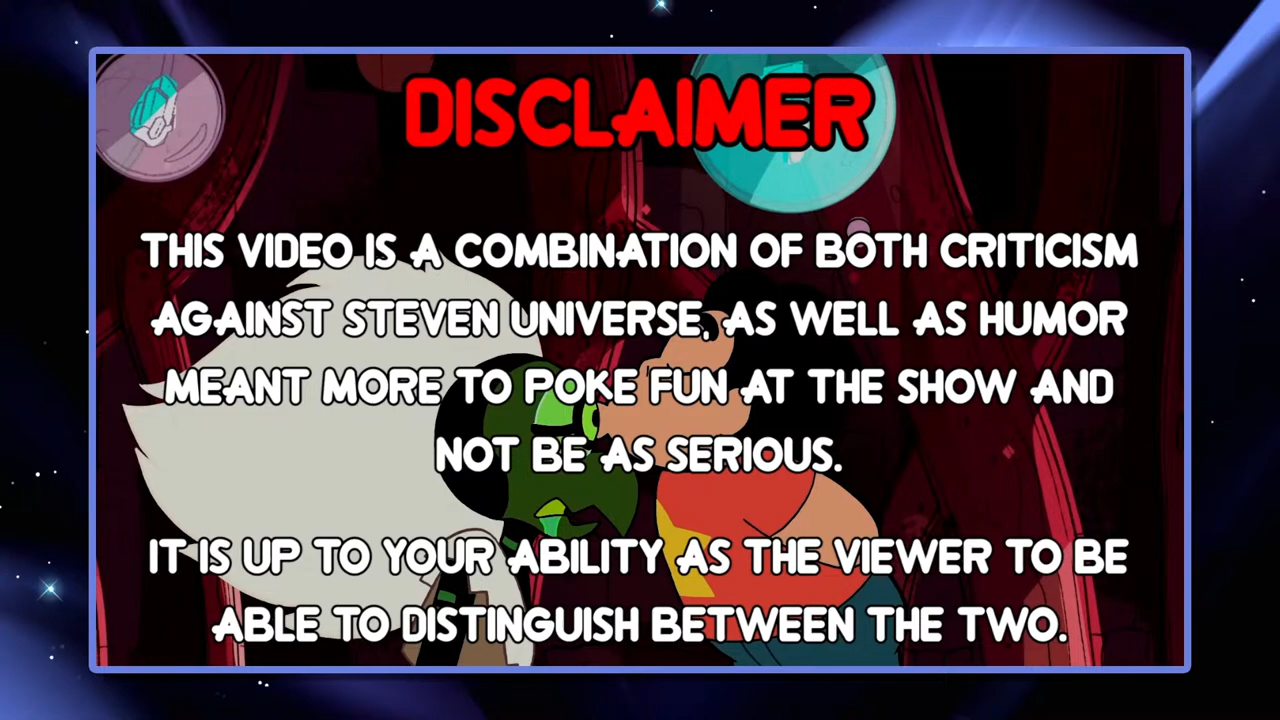 DISCLAIMER
THIS VIDEO IS A COMBINATION OF BOTH CRITICISM
AGAINST STEVEN UNIVERSE, AS WELL AS HUMOR
MEANT MORE TO POKE FUN AT THE SHOW AND
NOT BE AS SERIOUS.
IT IS UP TO YOUR ABILITY AS THE VIEWER TO BE
ABLE TO DISTINGUISH BETWEEN THE TWO.